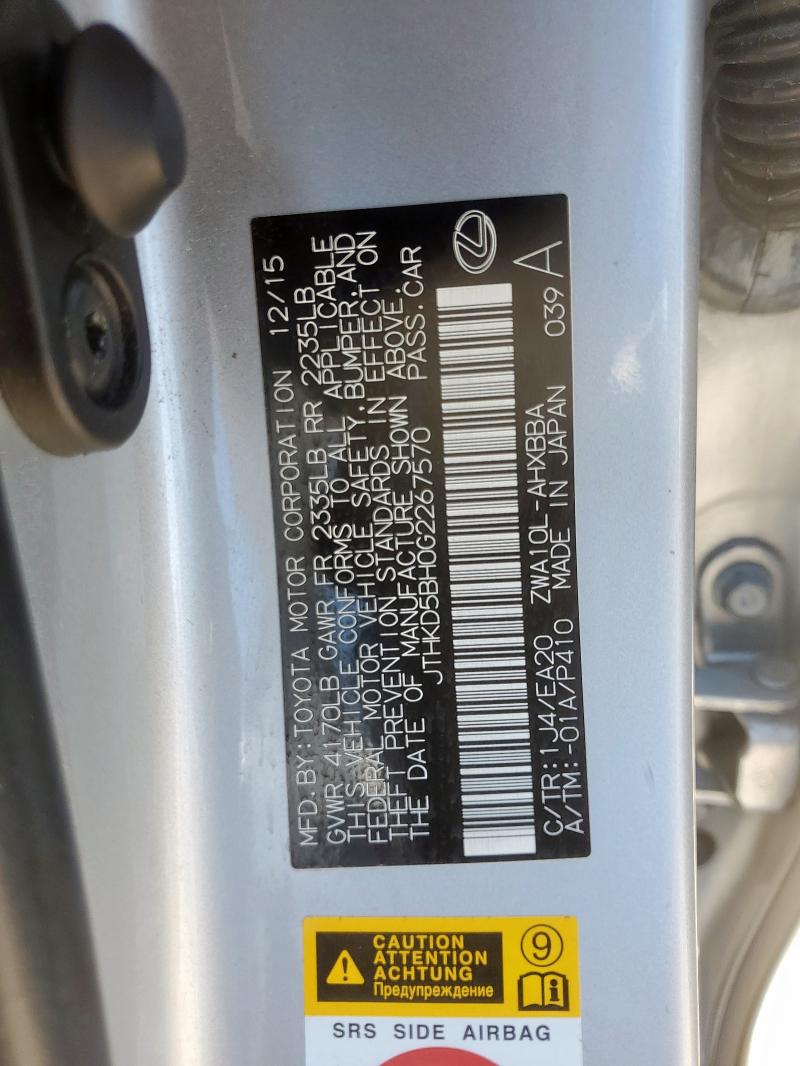 MFD. BY: TOYOTA MOTOR CORPORATION 12/15
GVWR 4170LB GAWR FR 2335LB RR 2235LB
THIS VEHICLE CONFORMS TO ALL APPLICABLE
FEDERAL MOTOR VEHICLE SAFETY, BUMPER, AND
THEFT PREVENTION STANDARDS IN EFFECT ON
THE DATE OF MANUFACTURE SHOWN ABOVE.
JTHKD5BH0G2267570 PASS. CAR
C/TR: 1J4/EA20 ZWA10L-AHXBBA
A/TM: -01A/P410 MADE IN JAPAN 039 A
CAUTION
ATTENTION
ACHTUNG
Предупреждение
9
i
SRS SIDE AIRBAG